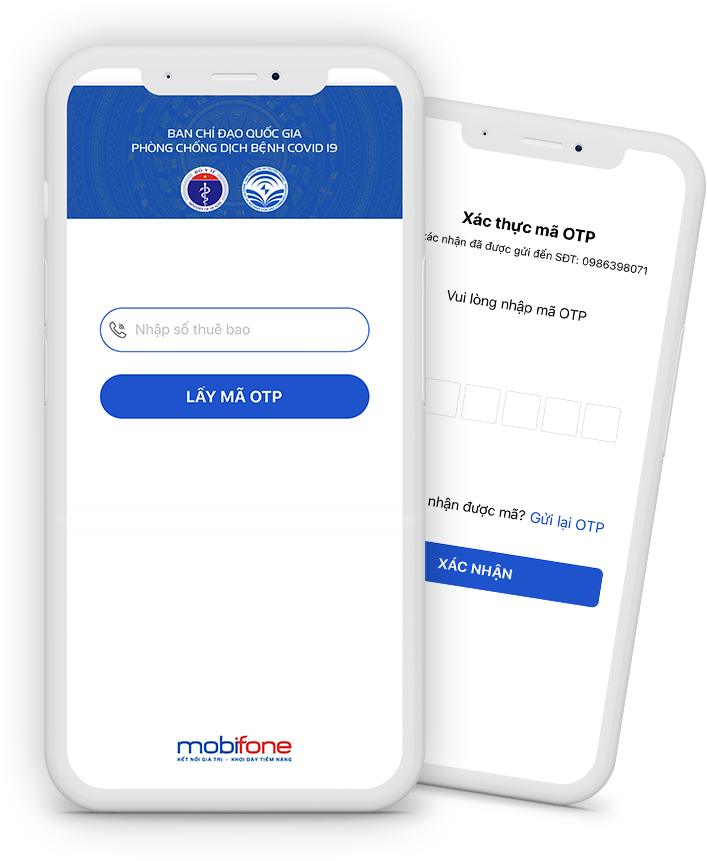 BAN CHỈ ĐẠO QUỐC GIA
PHÒNG CHỐNG DỊCH BỆNH COVID 19
BỘ Y TẾ
Nhập số thuê bao
LẤY MÃ OTP
mobifone
KẾT NỐI GIÁ TRỊ - KHƠI DẬY TIỀM NĂNG
Xác thực mã OTP
xác nhận đã được gửi đến SĐT: 0986398071
Vui lòng nhập mã OTP
nhận được mã? Gửi lại OTP
XÁC NHẬN